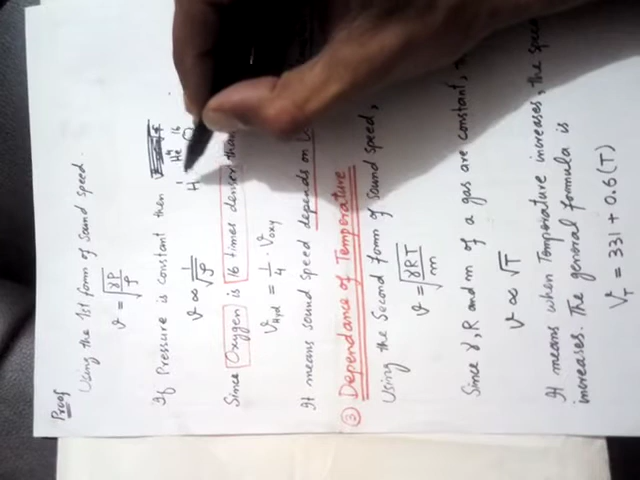 Proof
Using the 1st form of sound speed.
v = √(γP/ρ)
If Pressure is constant then
H¹ He⁴ O¹⁶
v ∝ 1/√ρ
Since Oxygen is 16 times denser than
V_Hyd = 1/4 . V_oxy
It means sound speed depends on
③ Dependance of Temperature
Using the Second form of sound speed,
v = √(γRT/m)
Since γ, R and m of a gas are constant,
v ∝ √T
It means when Temperature increases, the speed
increases. The general formula is
V_T = 331 + 0.6(T)